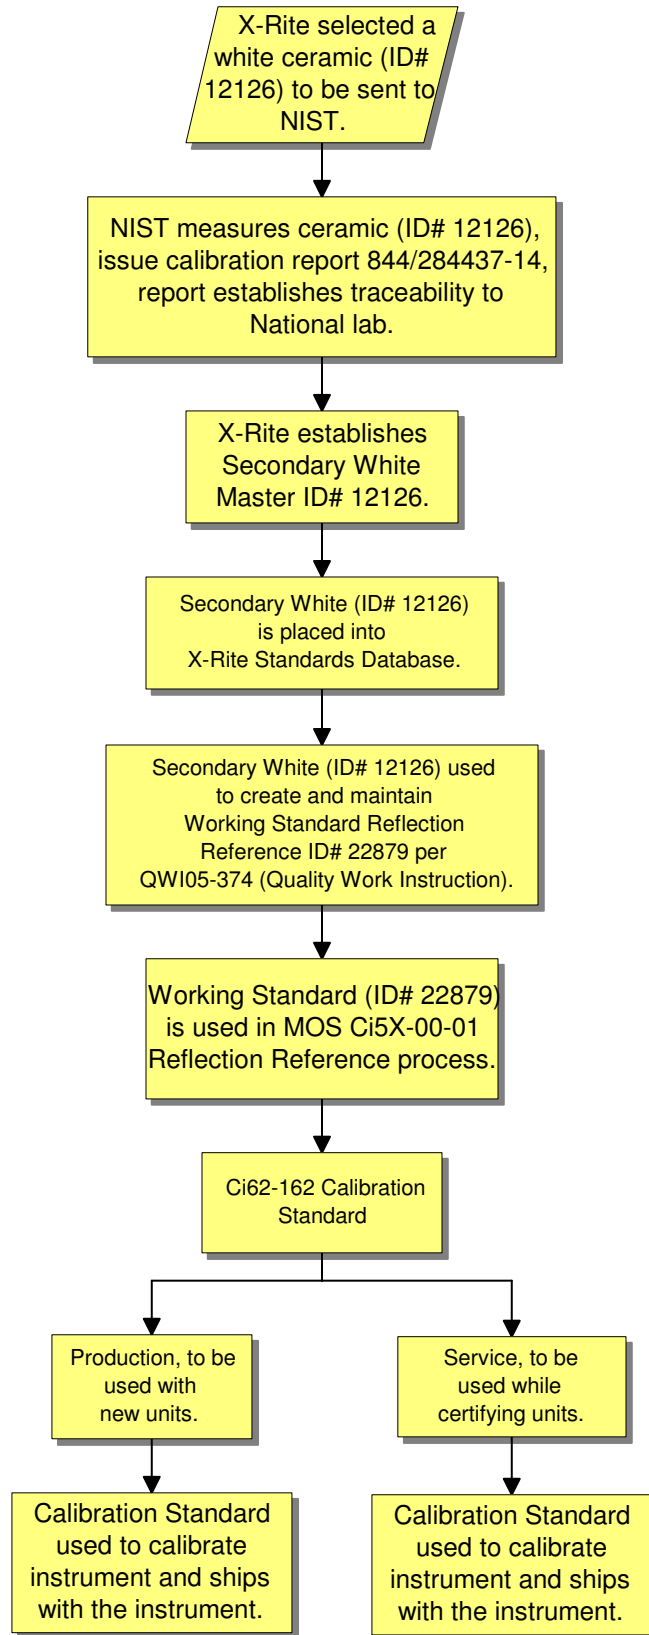 X-Rite selected a
white ceramic (ID#
12126) to be sent to
NIST.
NIST measures ceramic (ID# 12126),
issue calibration report 844/284437-14,
report establishes traceability to
National lab.
X-Rite establishes
Secondary White
Master ID# 12126.
Secondary White (ID# 12126)
is placed into
X-Rite Standards Database.
Secondary White (ID# 12126) used
to create and maintain
Working Standard Reflection
Reference ID# 22879 per
QWI05-374 (Quality Work Instruction).
Working Standard (ID# 22879)
is used in MOS Ci5X-00-01
Reflection Reference process.
Ci62-162 Calibration
Standard
Production, to be
used with
new units.
Service, to be
used while
certifying units.
Calibration Standard
used to calibrate
instrument and ships
with the instrument.
Calibration Standard
used to calibrate
instrument and ships
with the instrument.